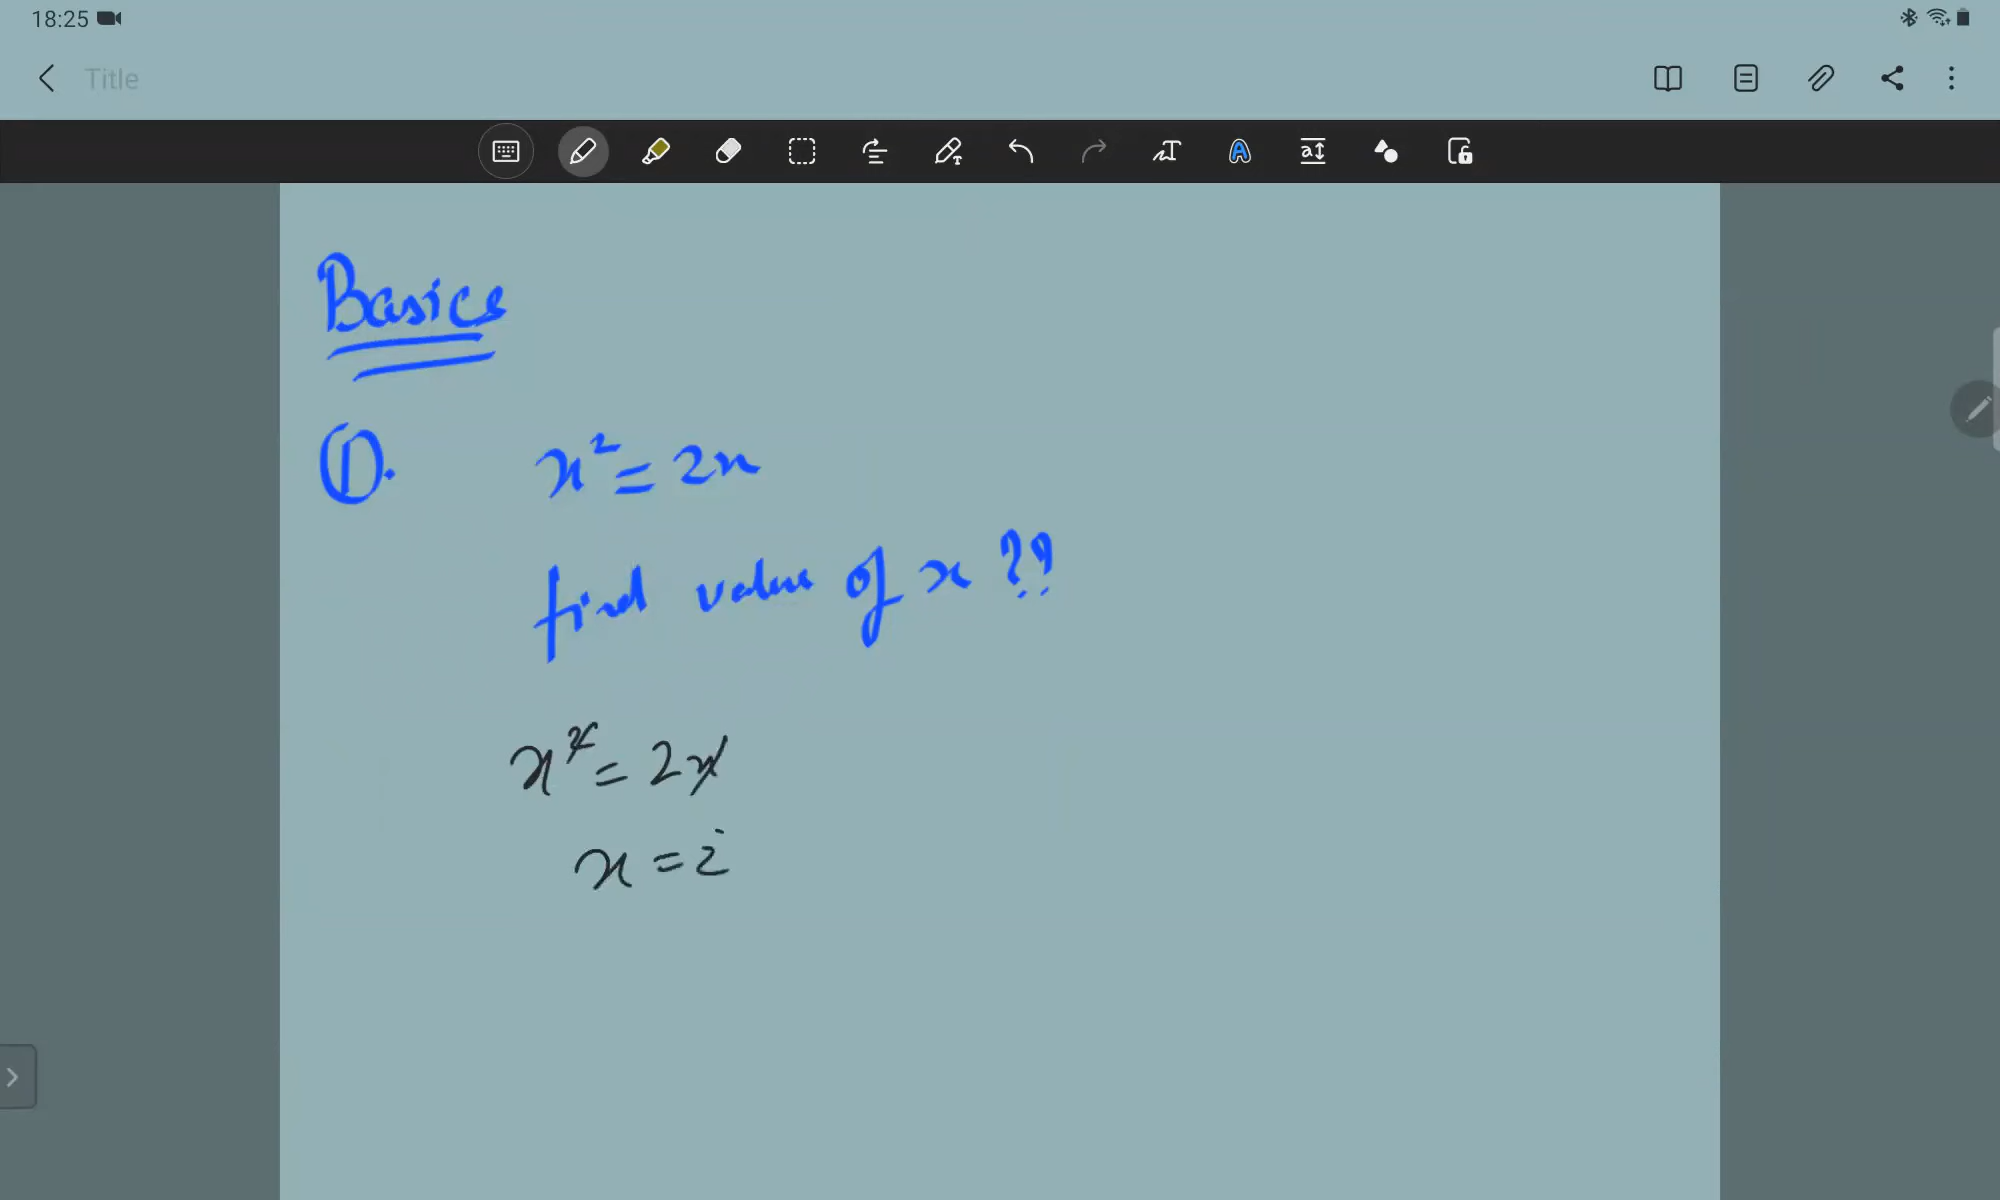 18:25
Title
Basics
①. x² = 2x
find value of x ??
x² = 2x
x = 2